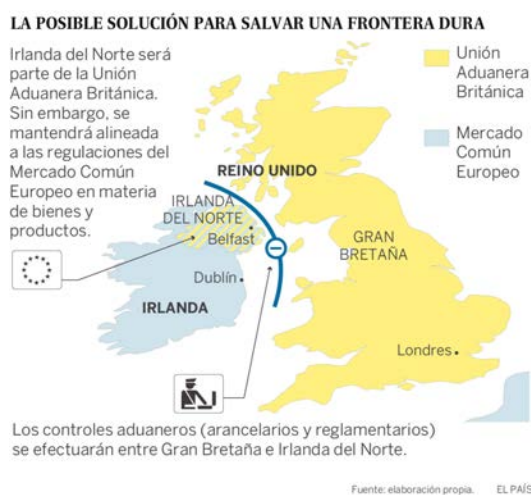 LA POSIBLE SOLUCIÓN PARA SALVAR UNA FRONTERA DURA
Irlanda del Norte será
parte de la Unión
Aduanera Británica.
Sin embargo, se
mantendrá alineada
a las regulaciones del
Mercado Común
Europeo en materia
de bienes y
productos.
Unión
Aduanera
Británica
Mercado
Común
Europeo
REINO UNIDO
IRLANDA
DEL NORTE
Belfast
GRAN
BRETAÑA
Dublín
IRLANDA
Londres
Los controles aduaneros (arancelarios y reglamentarios)
se efectuarán entre Gran Bretaña e Irlanda del Norte.
Fuente: elaboración propia. EL PAÍS